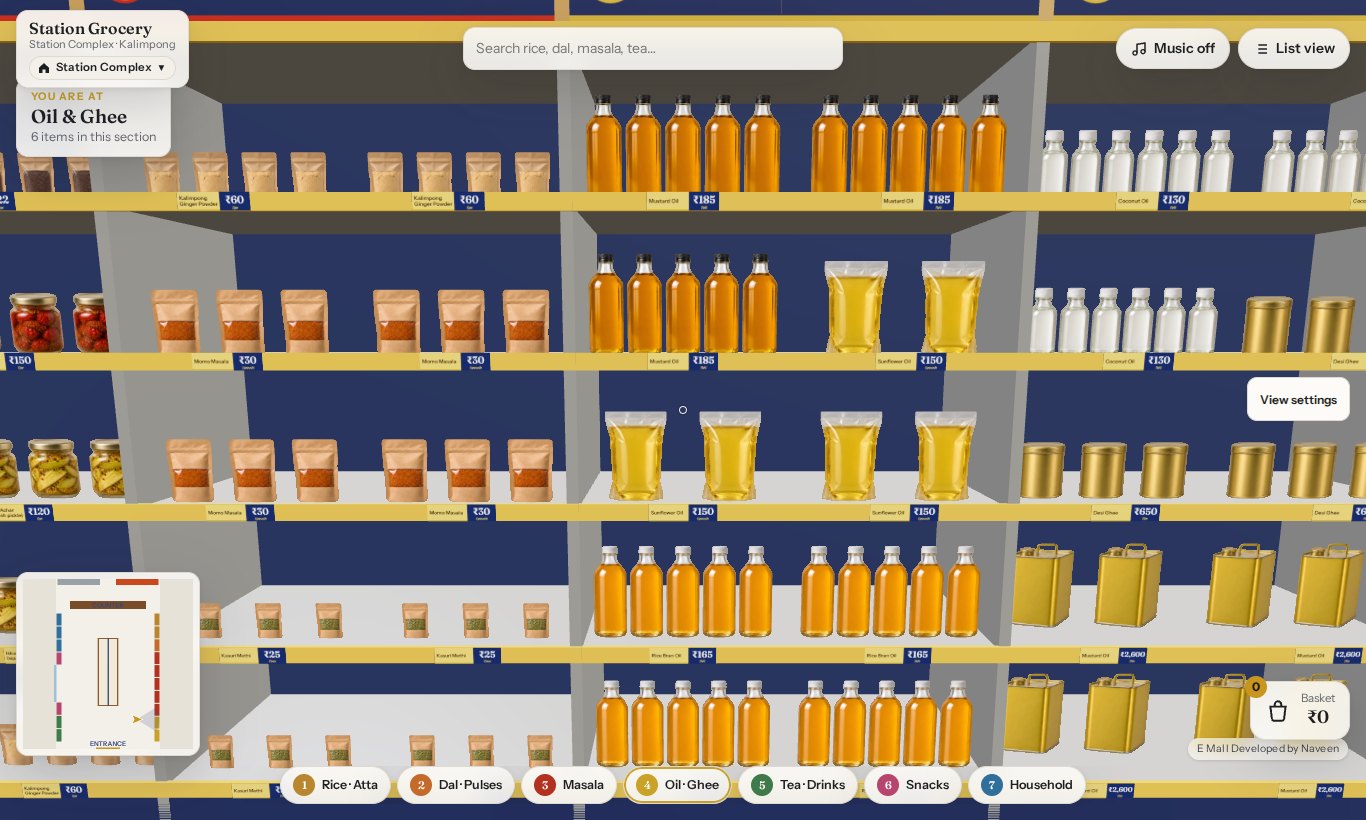 Station Grocery
Station Complex · Kalimpong
Station Complex ▾
YOU ARE AT
Oil & Ghee
6 items in this section
Search rice, dal, masala, tea...
Music off
List view
Kalimpong
Ginger Powder
₹60
Kalimpong
Ginger Powder
₹60
Mustard Oil
₹185
Mustard Oil
₹185
Coconut Oil
₹130
₹150
Momo Masala
₹30
Momo Masala
₹30
Mustard Oil
₹185
Sunflower Oil
₹150
Coconut Oil
₹130
Desi Ghee
View settings
₹120
Momo Masala
₹30
Momo Masala
₹30
Sunflower Oil
₹150
Sunflower Oil
₹150
Desi Ghee
₹650
COUNTER
ENTRANCE
Kasuri Methi
₹25
Kasuri Methi
₹25
Rice Bran Oil
₹165
Rice Bran Oil
₹165
Mustard Oil
₹2,600
Mustard Oil
₹2,600
0
Basket
₹0
E Mall Developed by Naveen
Kalimpong
Ginger Powder
₹60
Kasuri Methi
1 Rice · Atta
2 Dal · Pulses
3 Masala
4 Oil · Ghee
5 Tea · Drinks
6 Snacks
7 Household
₹2,600
Mustard Oil
₹2,600